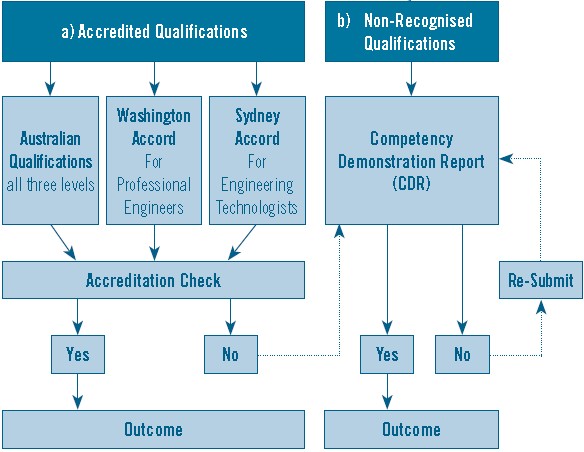 a) Accredited Qualifications
b) Non-Recognised
Qualifications
Australian
Qualifications
all three levels
Washington
Accord
For
Professional
Engineers
Sydney
Accord
For
Engineering
Technologists
Competency
Demonstration Report
(CDR)
Accreditation Check
Re-Submit
Yes
No
Yes
No
Outcome
Outcome